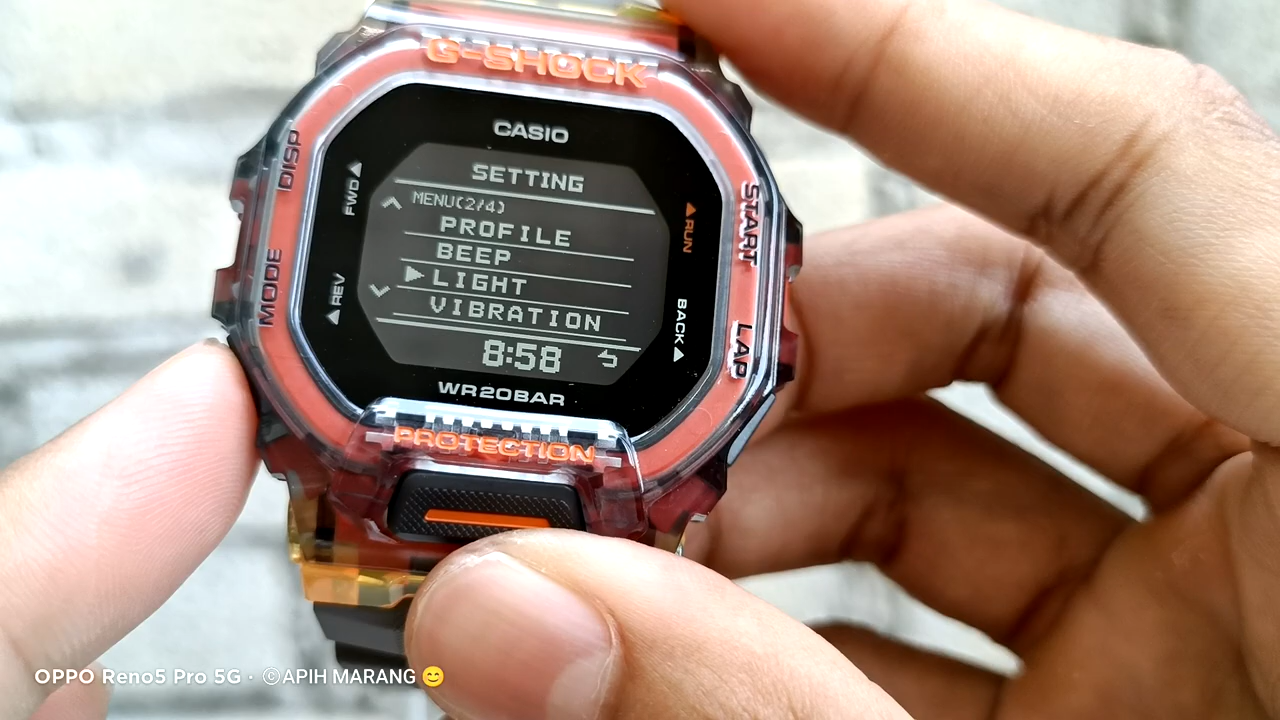 G-SHOCK
CASIO
DISP
FWD
SETTING
MENU(2/4)
PROFILE
BEEP
LIGHT
VIBRATION
8:58
START
RUN
MODE
REV
BACK
LAP
WR20BAR
PROTECTION
OPPO Reno5 Pro 5G · ©APIH MARANG 😊